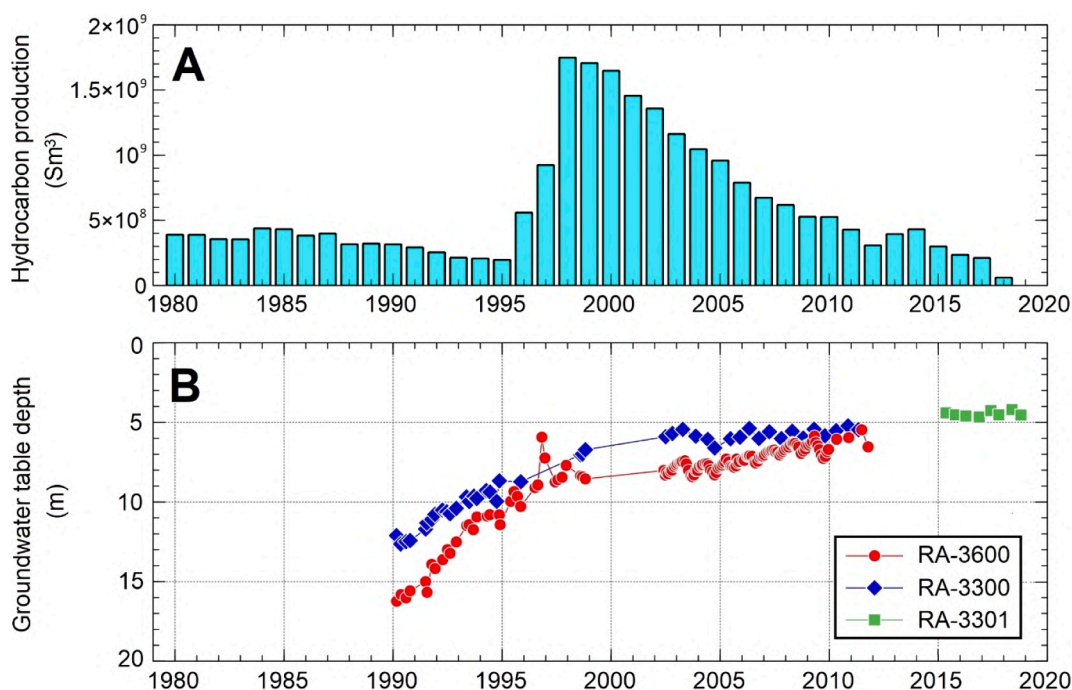 A
Hydrocarbon production
(Sm³)
2×10⁹
1.5×10⁹
10⁹
5×10⁸
0
1980 1985 1990 1995 2000 2005 2010 2015 2020
B
Groundwater table depth
(m)
0
5
10
15
20
RA-3600
RA-3300
RA-3301
1980 1985 1990 1995 2000 2005 2010 2015 2020